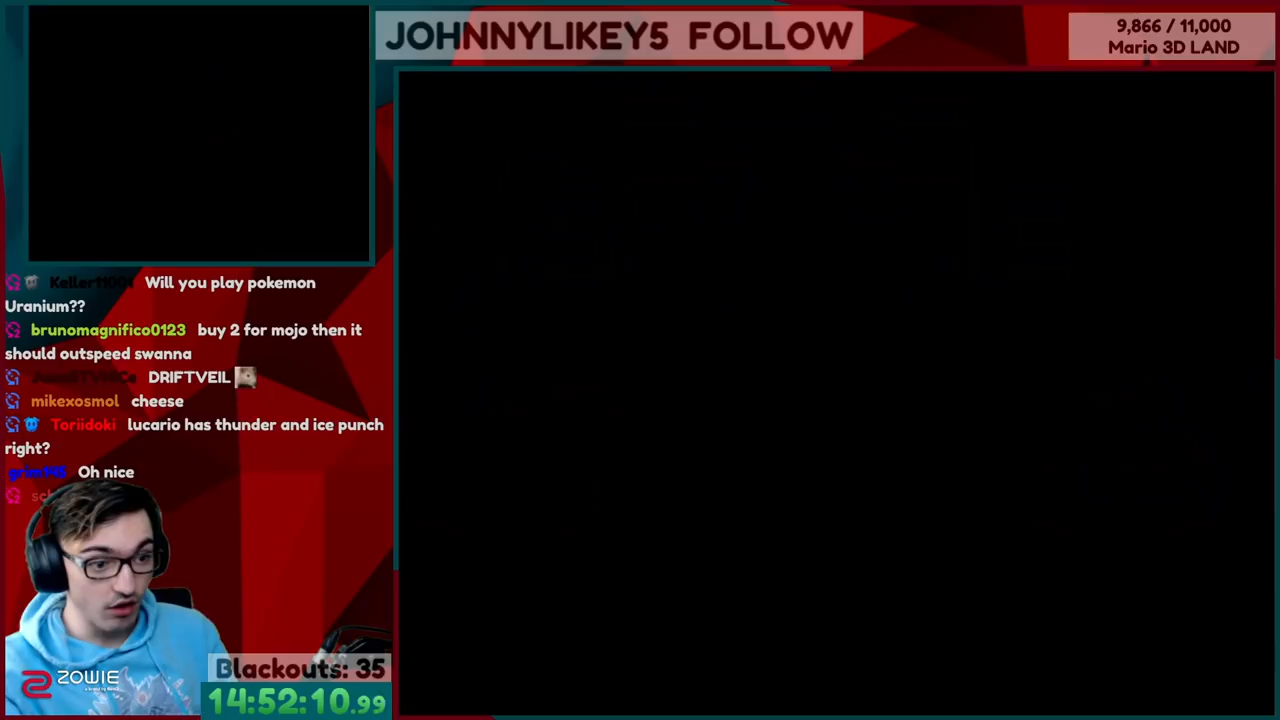 JOHNNYLIKEY5 FOLLOW
9,866 / 11,000
Mario 3D LAND
Will you play pokemon
Uranium??
brunomagnifico0123 buy 2 for mojo then it
should outspeed swanna
DRIFTVEIL
mikexosmol cheese
Toriidoki lucario has thunder and ice punch
right?
grim145 Oh nice
Blackouts: 35
ZOWIE
14:52:10.99